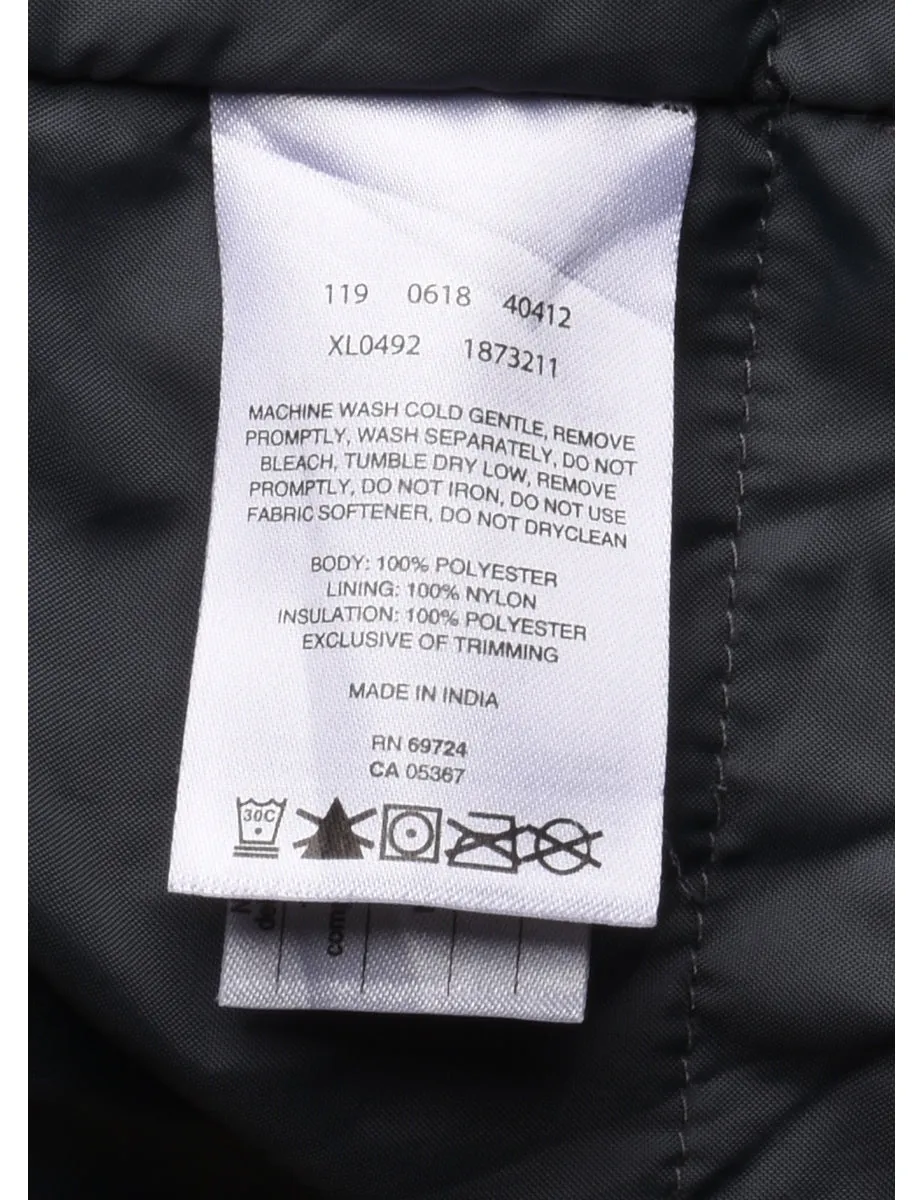 119 0618 40412
XL0492 1873211
MACHINE WASH COLD GENTLE, REMOVE
PROMPTLY, WASH SEPARATELY, DO NOT
BLEACH, TUMBLE DRY LOW, REMOVE
PROMPTLY, DO NOT IRON, DO NOT USE
FABRIC SOFTENER, DO NOT DRYCLEAN
BODY: 100% POLYESTER
LINING: 100% NYLON
INSULATION: 100% POLYESTER
EXCLUSIVE OF TRIMMING
MADE IN INDIA
RN 69724
CA 05367
30C